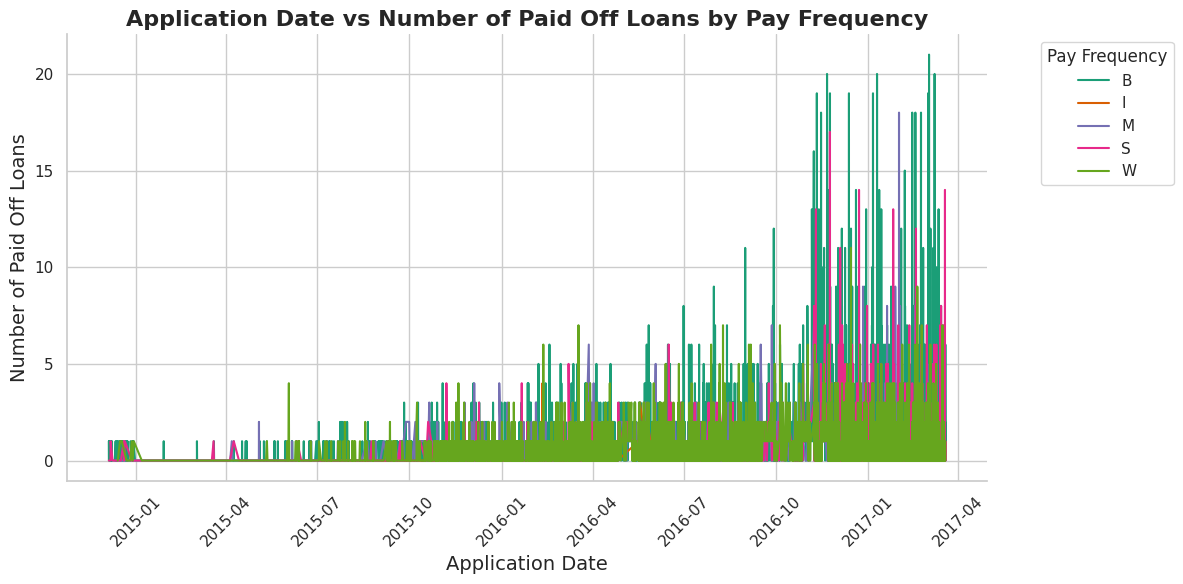 Application Date vs Number of Paid Off Loans by Pay Frequency
Number of Paid Off Loans
20
15
10
5
0
2015-01
2015-04
2015-07
2015-10
2016-01
2016-04
2016-07
2016-10
2017-01
2017-04
Application Date
Pay Frequency
B
I
M
S
W